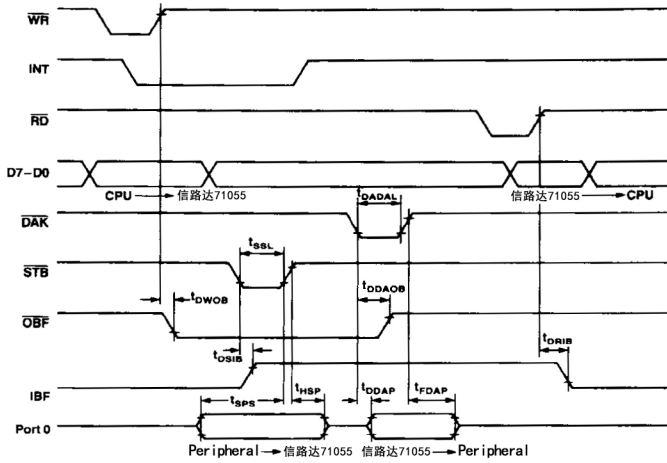 WR
INT
RD
D7–D0
CPU 信路达71055 信路达71055 CPU
tDADAL
DAK
tSSL
STB
tDWOB tDDAOB
OBF
tDSIB tDRIB
IBF
tSPS tHSP tDDAP tFDAP
Port 0
Peripheral 信路达71055 信路达71055 Peripheral